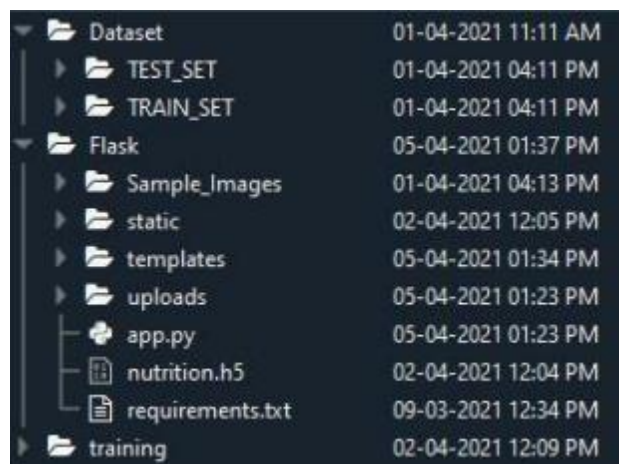 Dataset 01-04-2021 11:11 AM
TEST_SET 01-04-2021 04:11 PM
TRAIN_SET 01-04-2021 04:11 PM
Flask 05-04-2021 01:37 PM
Sample_Images 01-04-2021 04:13 PM
static 02-04-2021 12:05 PM
templates 05-04-2021 01:34 PM
uploads 05-04-2021 01:23 PM
app.py 05-04-2021 01:23 PM
nutrition.h5 02-04-2021 12:04 PM
requirements.txt 09-03-2021 12:34 PM
training 02-04-2021 12:09 PM